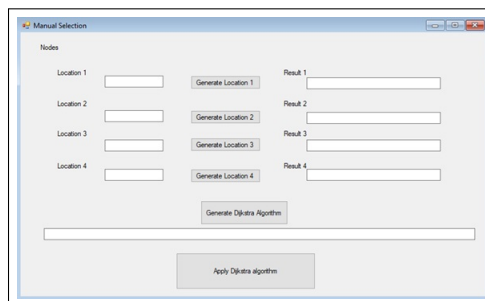 Manual Selection
Nodes
Location 1
Generate Location 1
Result 1
Location 2
Generate Location 2
Result 2
Location 3
Generate Location 3
Result 3
Location 4
Generate Location 4
Result 4
Generate Dijkstra Algorithm
Apply Dijkstra algorithm